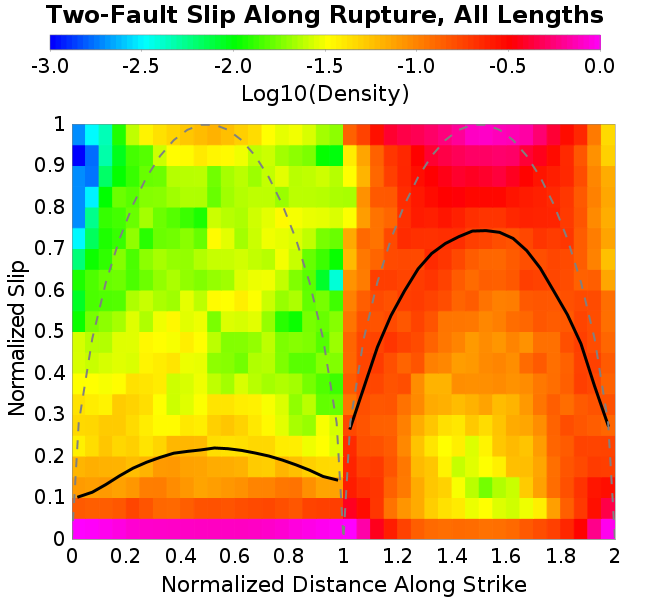 Two-Fault Slip Along Rupture, All Lengths
-3.0 -2.5 -2.0 -1.5 -1.0 -0.5 0.0
Log10(Density)
1
0.9
0.8
0.7
0.6
0.5
0.4
0.3
0.2
0.1
0
Normalized Slip
0 0.2 0.4 0.6 0.8 1 1.2 1.4 1.6 1.8 2
Normalized Distance Along Strike